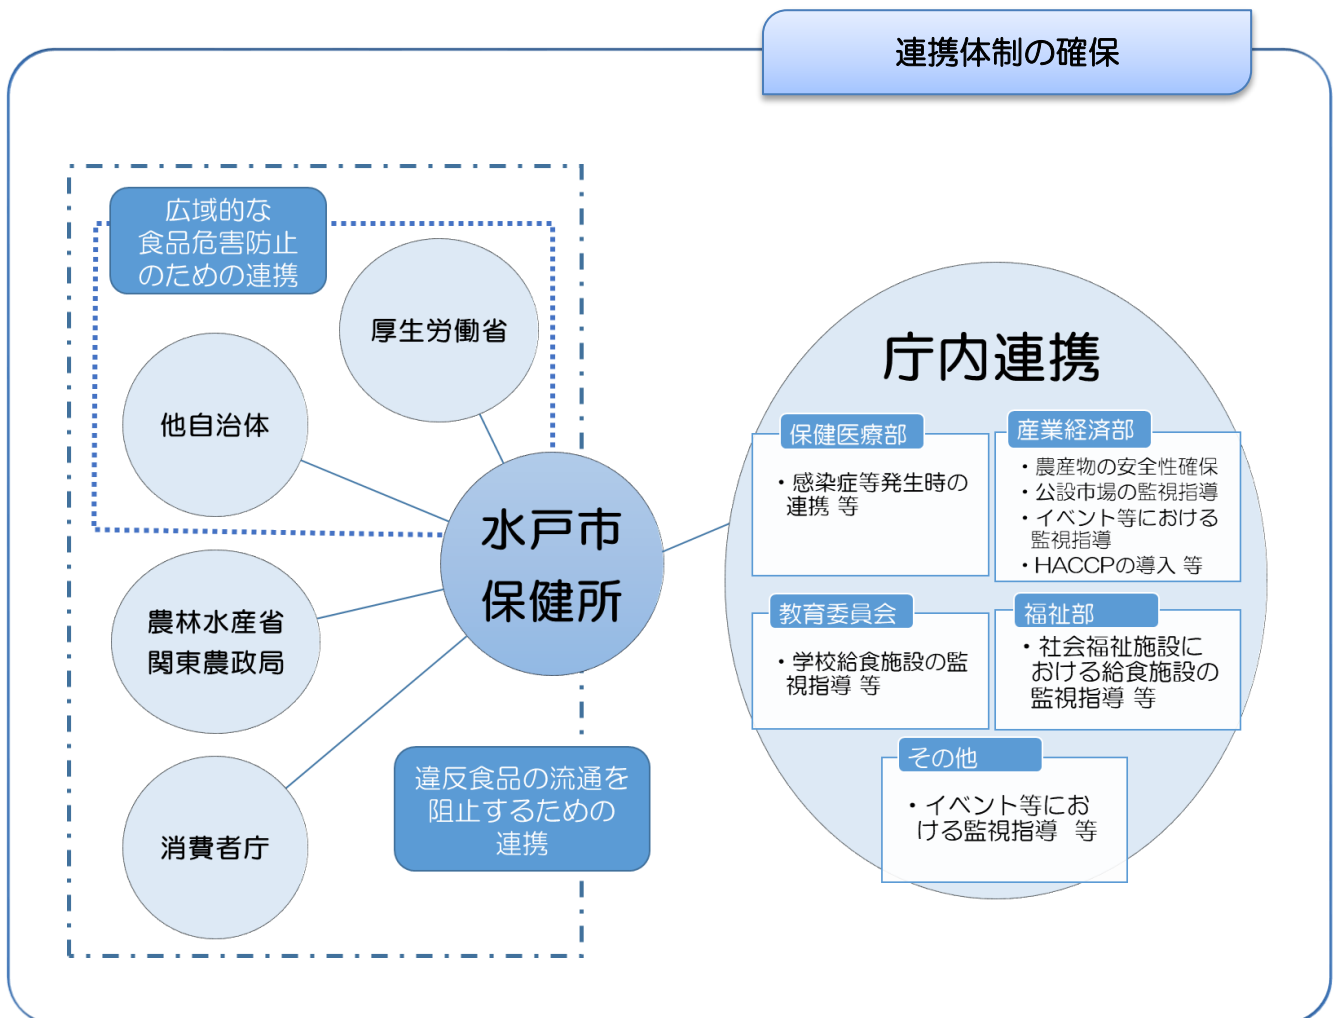 連携体制の確保
広域的な
食品危害防止
のための連携
厚生労働省
他自治体
水戸市
保健所
農林水産省
関東農政局
消費者庁
違反食品の流通を
阻止するための
連携
庁内連携
保健医療部
・感染症等発生時の
連携 等
産業経済部
・農産物の安全性確保
・公設市場の監視指導
・イベント等における
監視指導
・HACCPの導入 等
教育委員会
・学校給食施設の監
視指導 等
福祉部
・社会福祉施設に
おける給食施設の
監視指導 等
その他
・イベント等にお
ける監視指導 等